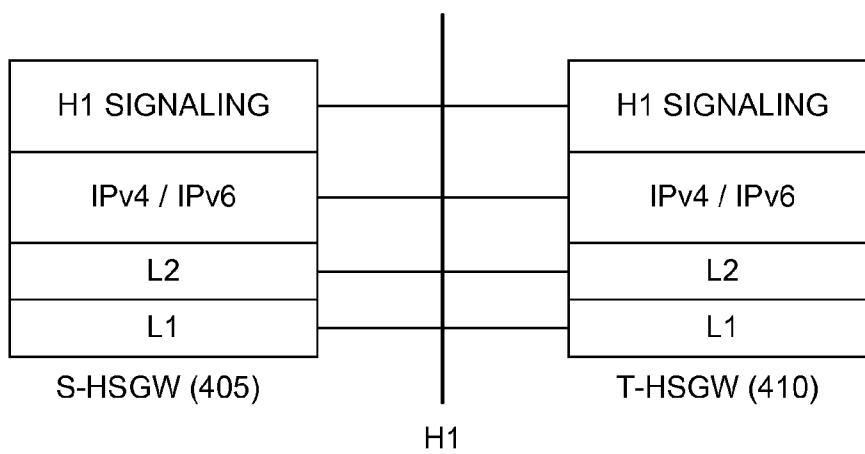 H1 SIGNALING
IPv4 / IPv6
L2
L1
S-HSGW (405)
H1 SIGNALING
IPv4 / IPv6
L2
L1
T-HSGW (410)
H1